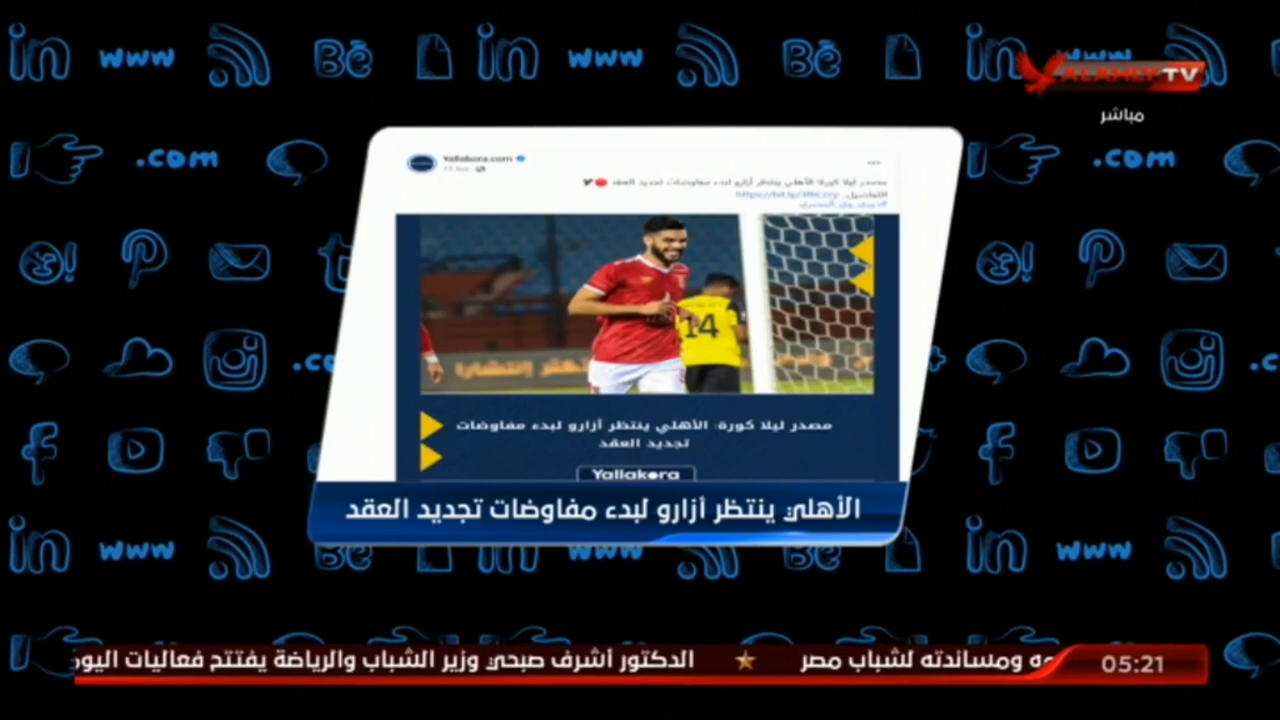 ALAHLY TV
مباشر
Yallakora.com
مصدر ليلا كورة: الأهلي ينتظر أزارو لبدء مفاوضات تجديد العقد
التفاصيل..
14
مصدر ليلا كورة: الأهلي ينتظر أزارو لبدء مفاوضات
تجديد العقد
Yallakora
الأهلي ينتظر أزارو لبدء مفاوضات تجديد العقد
ومساندته لشباب مصر ★ الدكتور أشرف صبحي وزير الشباب والرياضة يفتتح فعاليات
05:21